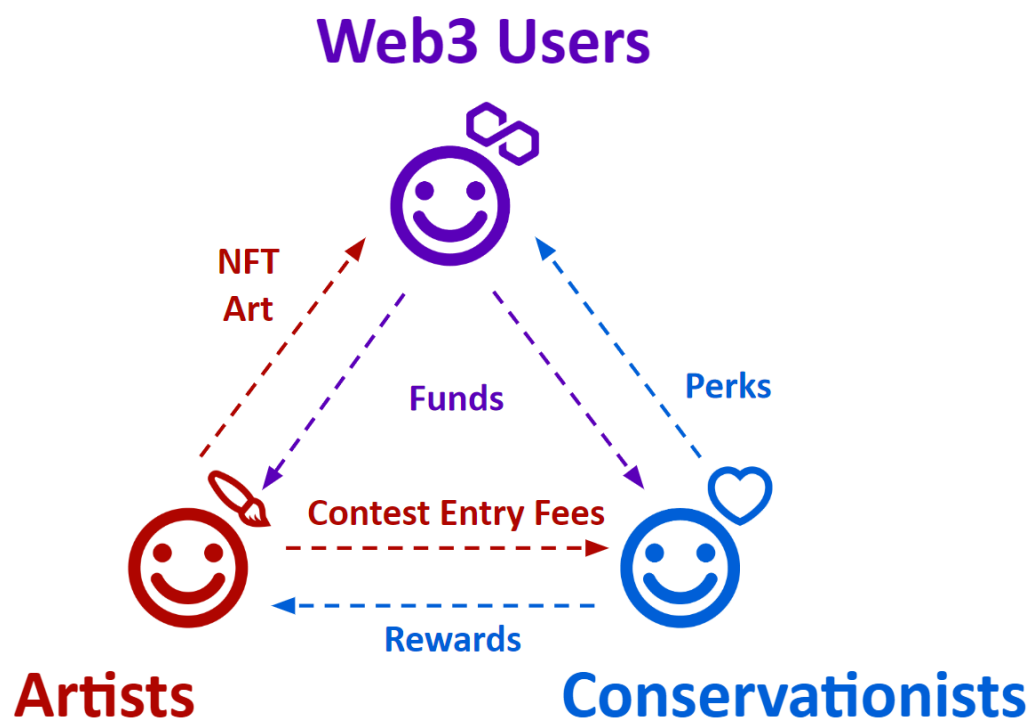 Web3 Users
NFT
Art
Funds
Perks
Contest Entry Fees
Rewards
Artists
Conservationists